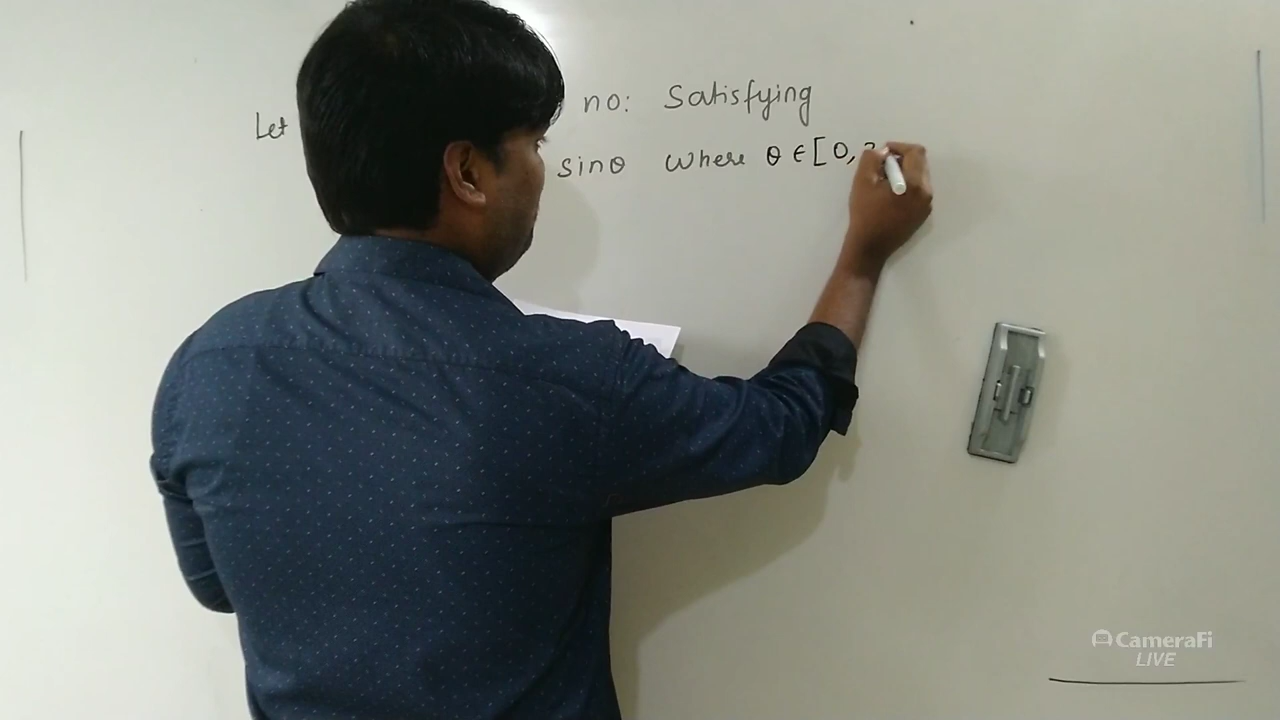 Let no: Satisfying
sinθ where θ ∈ [0,
CameraFi
LIVE